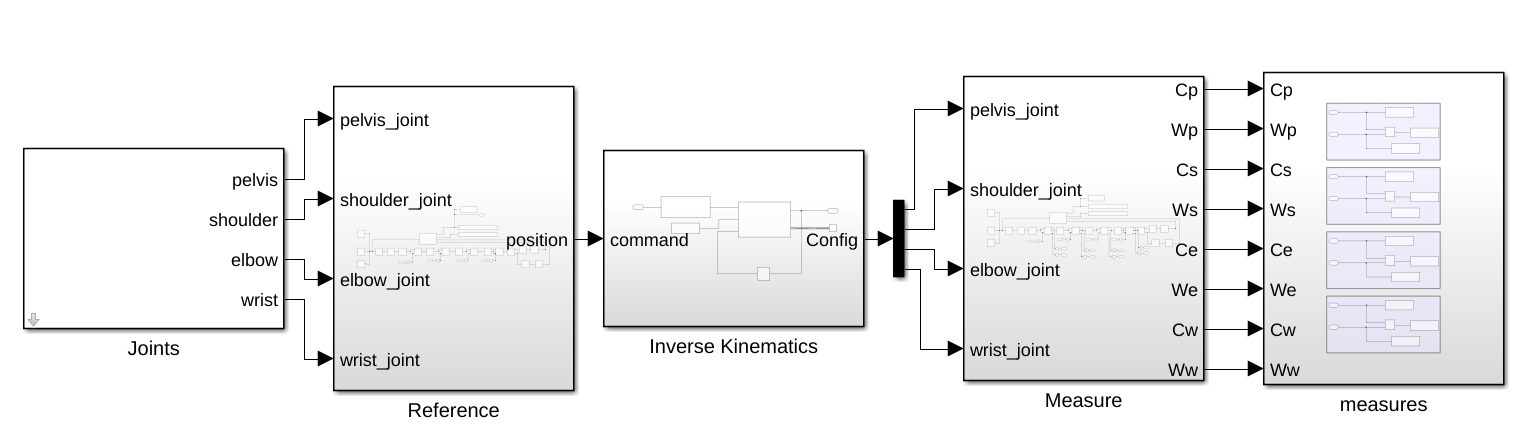 pelvis
shoulder
elbow
wrist
Joints
pelvis_joint
shoulder_joint
position
elbow_joint
wrist_joint
Reference
command
Config
Inverse Kinematics
pelvis_joint
shoulder_joint
elbow_joint
wrist_joint
Cp
Wp
Cs
Ws
Ce
We
Cw
Ww
Measure
Cp
Wp
Cs
Ws
Ce
We
Cw
Ww
measures